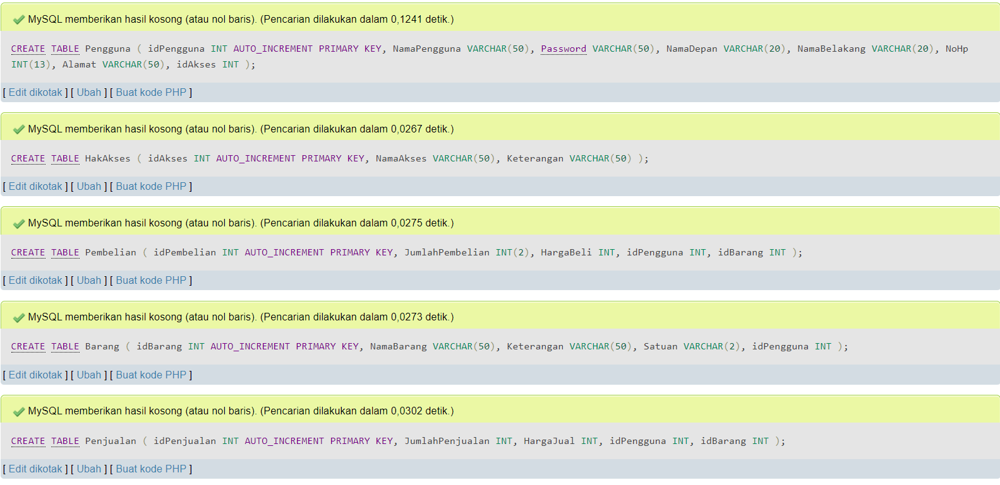 MySQL memberikan hasil kosong (atau nol baris). (Pencarian dilakukan dalam 0,1241 detik.)
CREATE TABLE Pengguna ( idPengguna INT AUTO_INCREMENT PRIMARY KEY, NamaPengguna VARCHAR(50), Password VARCHAR(50), NamaDepan VARCHAR(20), NamaBelakang VARCHAR(20), NoHp
INT(13), Alamat VARCHAR(50), idAkses INT );
[ Edit dikotak ] [ Ubah ] [ Buat kode PHP ]
MySQL memberikan hasil kosong (atau nol baris). (Pencarian dilakukan dalam 0,0267 detik.)
CREATE TABLE HakAkses ( idAkses INT AUTO_INCREMENT PRIMARY KEY, NamaAkses VARCHAR(50), Keterangan VARCHAR(50) );
[ Edit dikotak ] [ Ubah ] [ Buat kode PHP ]
MySQL memberikan hasil kosong (atau nol baris). (Pencarian dilakukan dalam 0,0275 detik.)
CREATE TABLE Pembelian ( idPembelian INT AUTO_INCREMENT PRIMARY KEY, JumlahPembelian INT(2), HargaBeli INT, idPengguna INT, idBarang INT );
[ Edit dikotak ] [ Ubah ] [ Buat kode PHP ]
MySQL memberikan hasil kosong (atau nol baris). (Pencarian dilakukan dalam 0,0273 detik.)
CREATE TABLE Barang ( idBarang INT AUTO_INCREMENT PRIMARY KEY, NamaBarang VARCHAR(50), Keterangan VARCHAR(50), Satuan VARCHAR(2), idPengguna INT );
[ Edit dikotak ] [ Ubah ] [ Buat kode PHP ]
MySQL memberikan hasil kosong (atau nol baris). (Pencarian dilakukan dalam 0,0302 detik.)
CREATE TABLE Penjualan ( idPenjualan INT AUTO_INCREMENT PRIMARY KEY, JumlahPenjualan INT, HargaJual INT, idPengguna INT, idBarang INT );
[ Edit dikotak ] [ Ubah ] [ Buat kode PHP ]